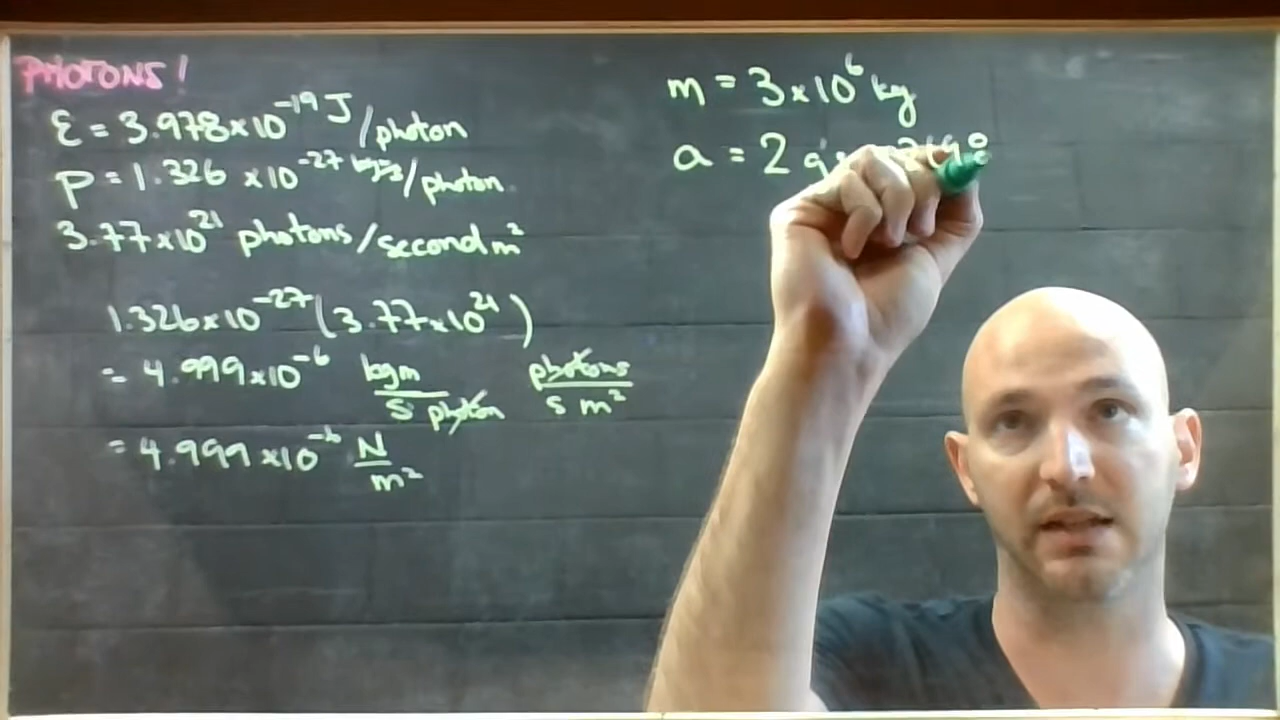 PHOTONS!
ε = 3.978×10⁻¹⁹ J/photon
p = 1.326 ×10⁻²⁷ /photon
3.77×10²¹ photons/second m²
1.326×10⁻²⁷(3.77×10²¹)
= 4.999×10⁻⁶ kgm/s photon photons/s m²
= 4.999×10⁻⁶ N/m²
m = 3×10⁶ kg
a = 2